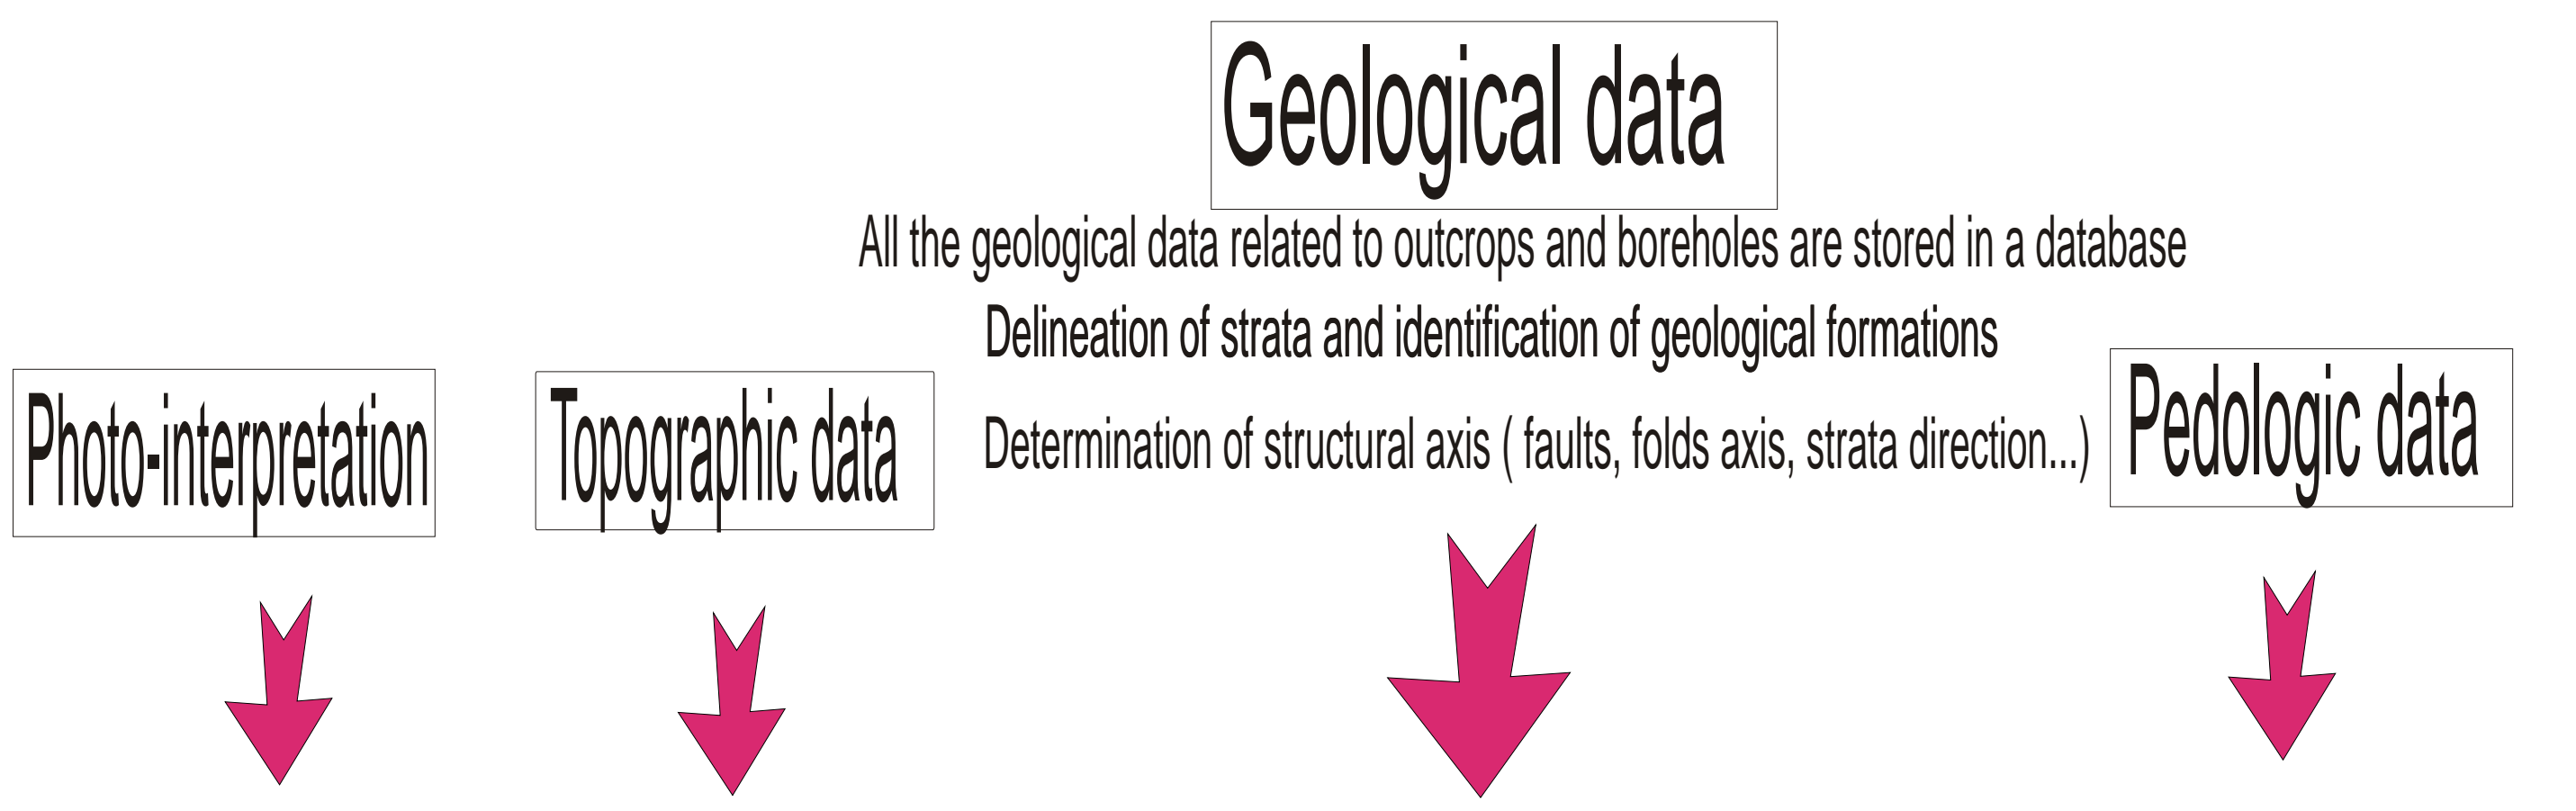 Geological data
All the geological data related to outcrops and boreholes are stored in a database
Delineation of strata and identification of geological formations
Photo-interpretation
Topographic data
Determination of structural axis ( faults, folds axis, strata direction...)
Pedologic data